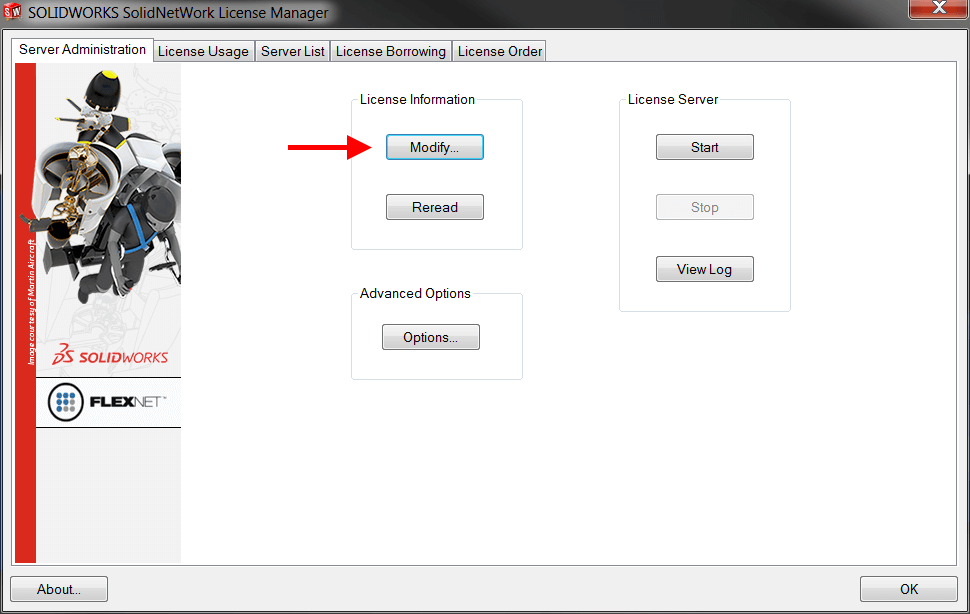 SOLIDWORKS SolidNetWork License Manager
Server Administration
License Usage
Server List
License Borrowing
License Order
License Information
Modify...
Reread
Advanced Options
Options...
License Server
Start
Stop
View Log
Image courtesy of Martin Aircraft
SOLIDWORKS
FLEXNET™
About...
OK